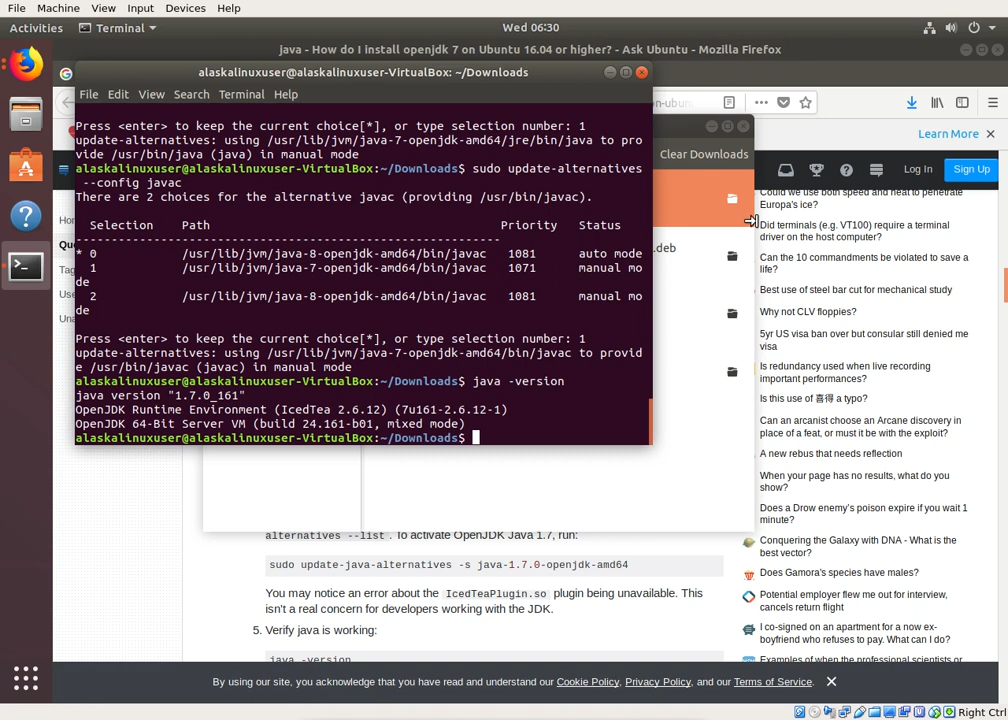 File Machine View Input Devices Help
Activities Terminal Wed 06:30
java - How do I install openjdk 7 on Ubuntu 16.04 or higher? - Ask Ubuntu - Mozilla Firefox
alaskalinuxuser@alaskalinuxuser-VirtualBox: ~/Downloads
File Edit View Search Terminal Help
Press <enter> to keep the current choice[*], or type selection number: 1
update-alternatives: using /usr/lib/jvm/java-7-openjdk-amd64/jre/bin/java to pro
vide /usr/bin/java (java) in manual mode
alaskalinuxuser@alaskalinuxuser-VirtualBox:~/Downloads$ sudo update-alternatives
--config javac
There are 2 choices for the alternative javac (providing /usr/bin/javac).
Selection Path Priority Status
------------------------------------------------------------
* 0 /usr/lib/jvm/java-8-openjdk-amd64/bin/javac 1081 auto mode
1 /usr/lib/jvm/java-7-openjdk-amd64/bin/javac 1071 manual mo
de
2 /usr/lib/jvm/java-8-openjdk-amd64/bin/javac 1081 manual mo
de
Press <enter> to keep the current choice[*], or type selection number: 1
update-alternatives: using /usr/lib/jvm/java-7-openjdk-amd64/bin/javac to provid
e /usr/bin/javac (javac) in manual mode
alaskalinuxuser@alaskalinuxuser-VirtualBox:~/Downloads$ java -version
java version "1.7.0_161"
OpenJDK Runtime Environment (IcedTea 2.6.12) (7u161-2.6.12-1)
OpenJDK 64-Bit Server VM (build 24.161-b01, mixed mode)
alaskalinuxuser@alaskalinuxuser-VirtualBox:~/Downloads$
Learn More
Clear Downloads
Log In Sign Up
.deb
Could we use both speed and heat to penetrate
Europa's ice?
Did terminals (e.g. VT100) require a terminal
driver on the host computer?
Can the 10 commandments be violated to save a
life?
Best use of steel bar cut for mechanical study
Why not CLV floppies?
5yr US visa ban over but consular still denied me
visa
Is redundancy used when live recording
important performances?
Is this use of 喜得 a typo?
Can an arcanist choose an Arcane discovery in
place of a feat, or must it be with the exploit?
A new rebus that needs reflection
When your page has no results, what do you
show?
Does a Drow enemy's poison expire if you wait 1
minute?
Conquering the Galaxy with DNA - What is the
best vector?
Does Gamora's species have males?
Potential employer flew me out for interview,
cancels return flight
I co-signed on an apartment for a now ex-
boyfriend who refuses to pay. What can I do?
Examples of when the professional scientists or
alternatives --list . To activate OpenJDK Java 1.7, run:
sudo update-java-alternatives -s java-1.7.0-openjdk-amd64
You may notice an error about the IcedTeaPlugin.so plugin being unavailable. This
isn't a real concern for developers working with the JDK.
5. Verify java is working:
java -version
By using our site, you acknowledge that you have read and understand our Cookie Policy, Privacy Policy, and our Terms of Service.
Right Ctrl